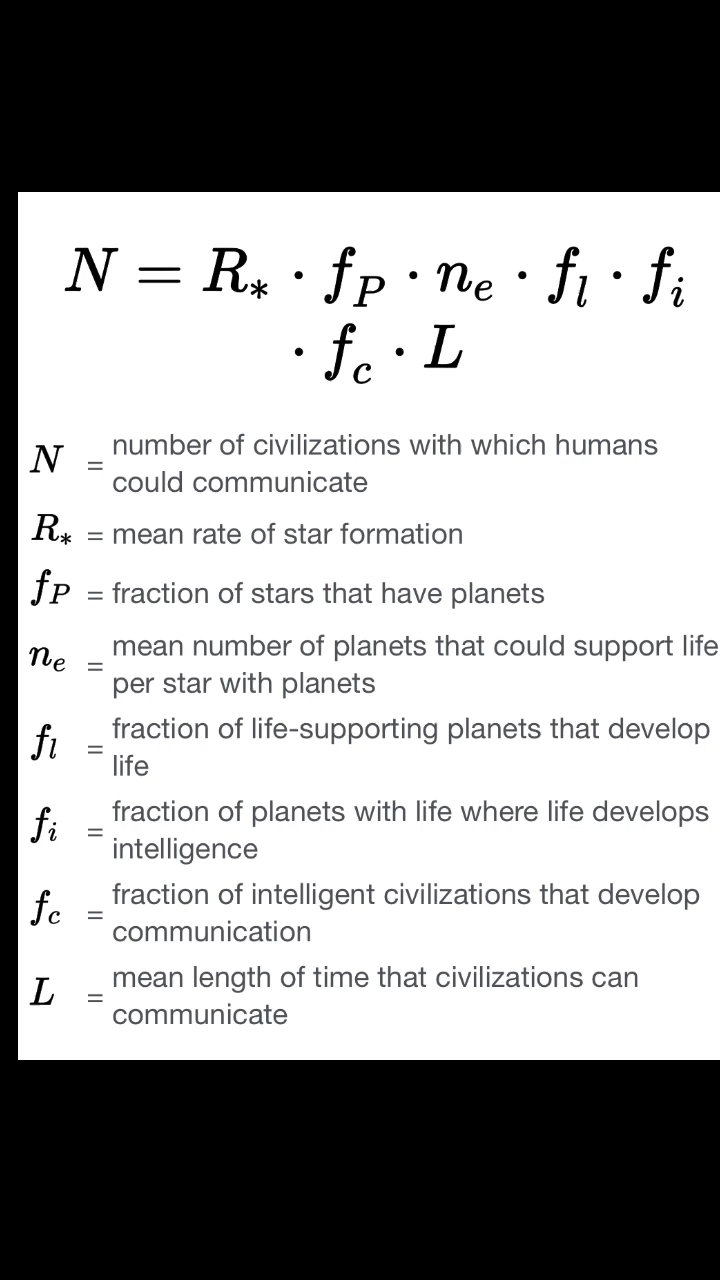 N = R* · fP · ne · fl · fi
· fc · L
N = number of civilizations with which humans
could communicate
R* = mean rate of star formation
fP = fraction of stars that have planets
ne = mean number of planets that could support life
per star with planets
fl = fraction of life-supporting planets that develop
life
fi = fraction of planets with life where life develops
intelligence
fc = fraction of intelligent civilizations that develop
communication
L = mean length of time that civilizations can
communicate